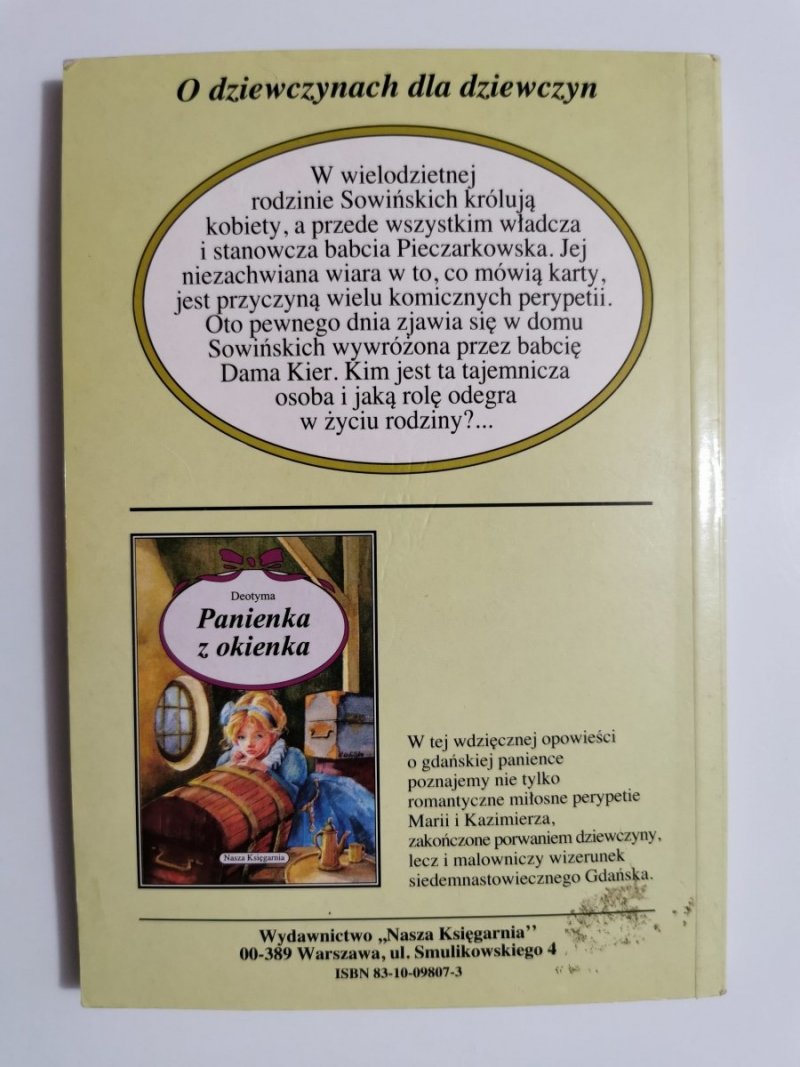 O dziewczynach dla dziewczyn
W wielodzietnej
rodzinie Sowińskich królują
kobiety, a przede wszystkim władcza
i stanowcza babcia Pieczarkowska. Jej
niezachwiana wiara w to, co mówią karty,
jest przyczyną wielu komicznych perypetii.
Oto pewnego dnia zjawia się w domu
Sowińskich wywróżona przez babcię
Dama Kier. Kim jest ta tajemnicza
osoba i jaką rolę odegra
w życiu rodziny?...
Deotyma
Panienka
z okienka
Nasza Księgarnia
W tej wdzięcznej opowieści
o gdańskiej panience
poznajemy nie tylko
romantyczne miłosne perypetie
Marii i Kazimierza,
zakończone porwaniem dziewczyny,
lecz i malowniczy wizerunek
siedemnastowiecznego Gdańska.
Wydawnictwo „Nasza Księgarnia”
00-389 Warszawa, ul. Smulikowskiego 4
ISBN 83-10-09807-3